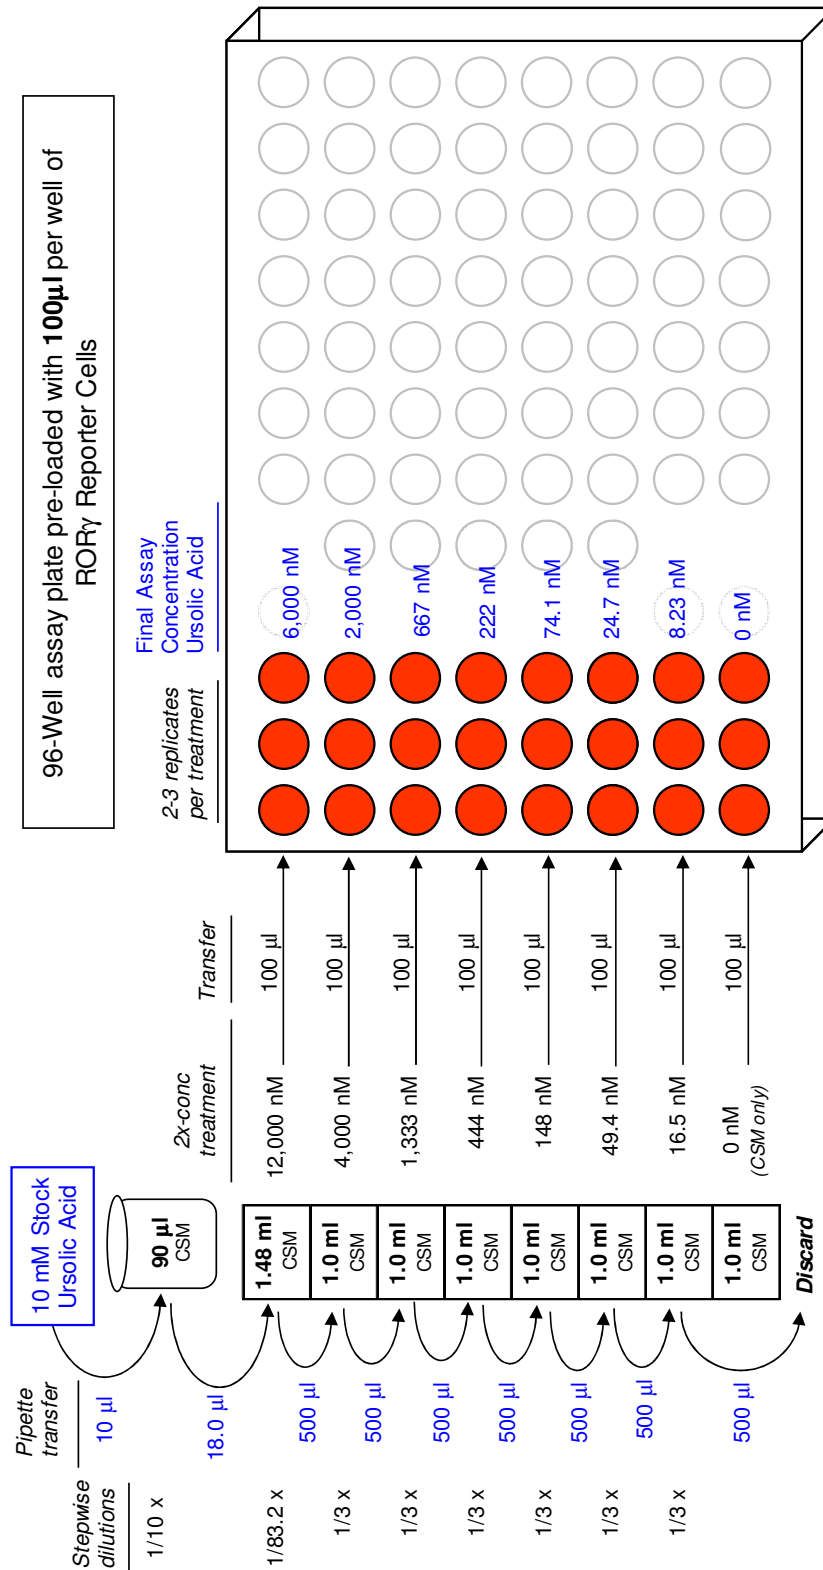 96-Well assay plate pre-loaded with 100µl per well of
RORγ Reporter Cells
Stepwise
dilutions
Pipette
transfer
2x-conc
treatment
Transfer
2-3 replicates
per treatment
Final Assay
Concentration
Ursolic Acid
10 mM Stock
Ursolic Acid
1/10 x
10 µl
90 µl
CSM
18.0 µl
1/83.2 x
1.48 ml
CSM
12,000 nM
100 µl
6,000 nM
500 µl
1/3 x
1.0 ml
CSM
4,000 nM
100 µl
2,000 nM
500 µl
1/3 x
1.0 ml
CSM
1,333 nM
100 µl
667 nM
500 µl
1/3 x
1.0 ml
CSM
444 nM
100 µl
222 nM
500 µl
1/3 x
1.0 ml
CSM
148 nM
100 µl
74.1 nM
500 µl
1/3 x
1.0 ml
CSM
49.4 nM
100 µl
24.7 nM
500 µl
1/3 x
1.0 ml
CSM
16.5 nM
100 µl
8.23 nM
500 µl
1.0 ml
CSM
0 nM
(CSM only)
100 µl
0 nM
Discard